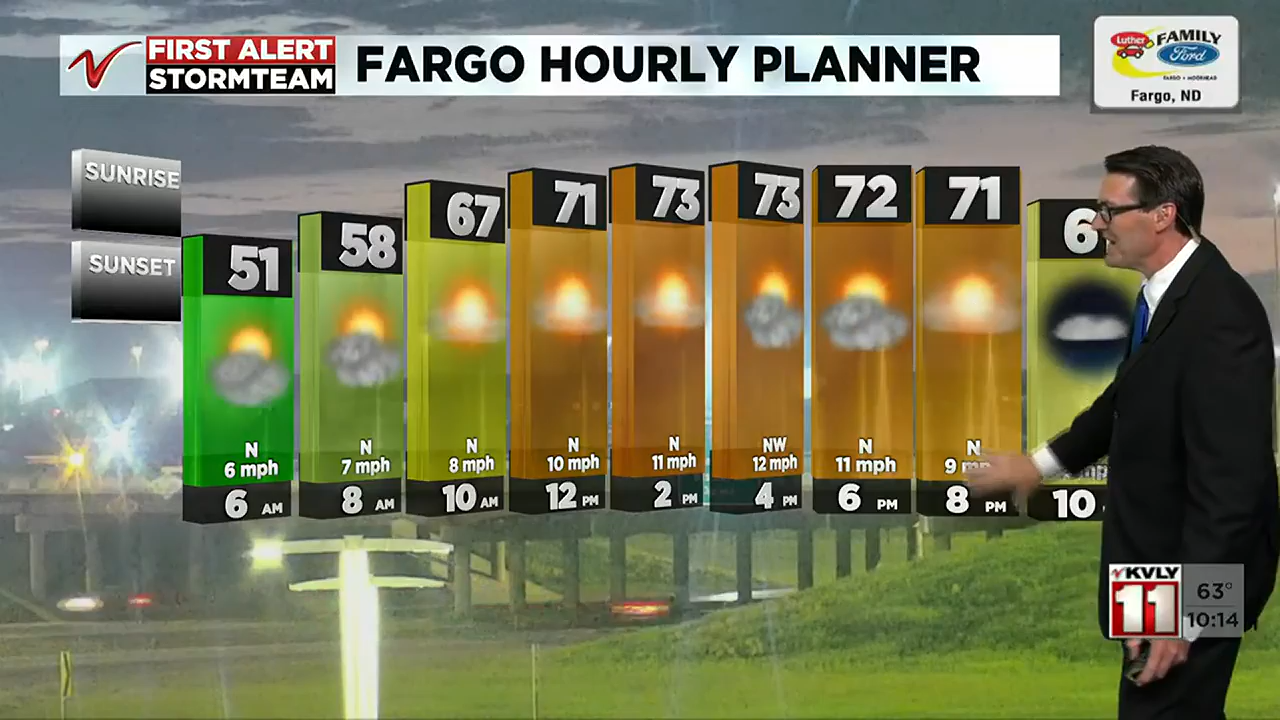 FIRST ALERT
STORMTEAM
FARGO HOURLY PLANNER
Luther
FAMILY
Ford
FARGO • MOORHEAD
Fargo, ND
SUNRISE
SUNSET
51
58
67
71
73
73
72
71
6
N
6 mph
N
7 mph
N
8 mph
N
10 mph
N
11 mph
NW
12 mph
N
11 mph
N
9
6 AM
8 AM
10 AM
12 PM
2 PM
4 PM
6 PM
8 PM
10
KVLY
11
63°
10:14